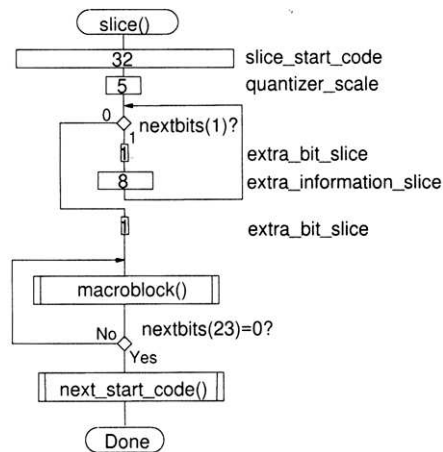 slice()
32 slice_start_code
5 quantizer_scale
0 nextbits(1)?
1
1 extra_bit_slice
8 extra_information_slice
1 extra_bit_slice
macroblock()
No nextbits(23)=0?
Yes
next_start_code()
Done